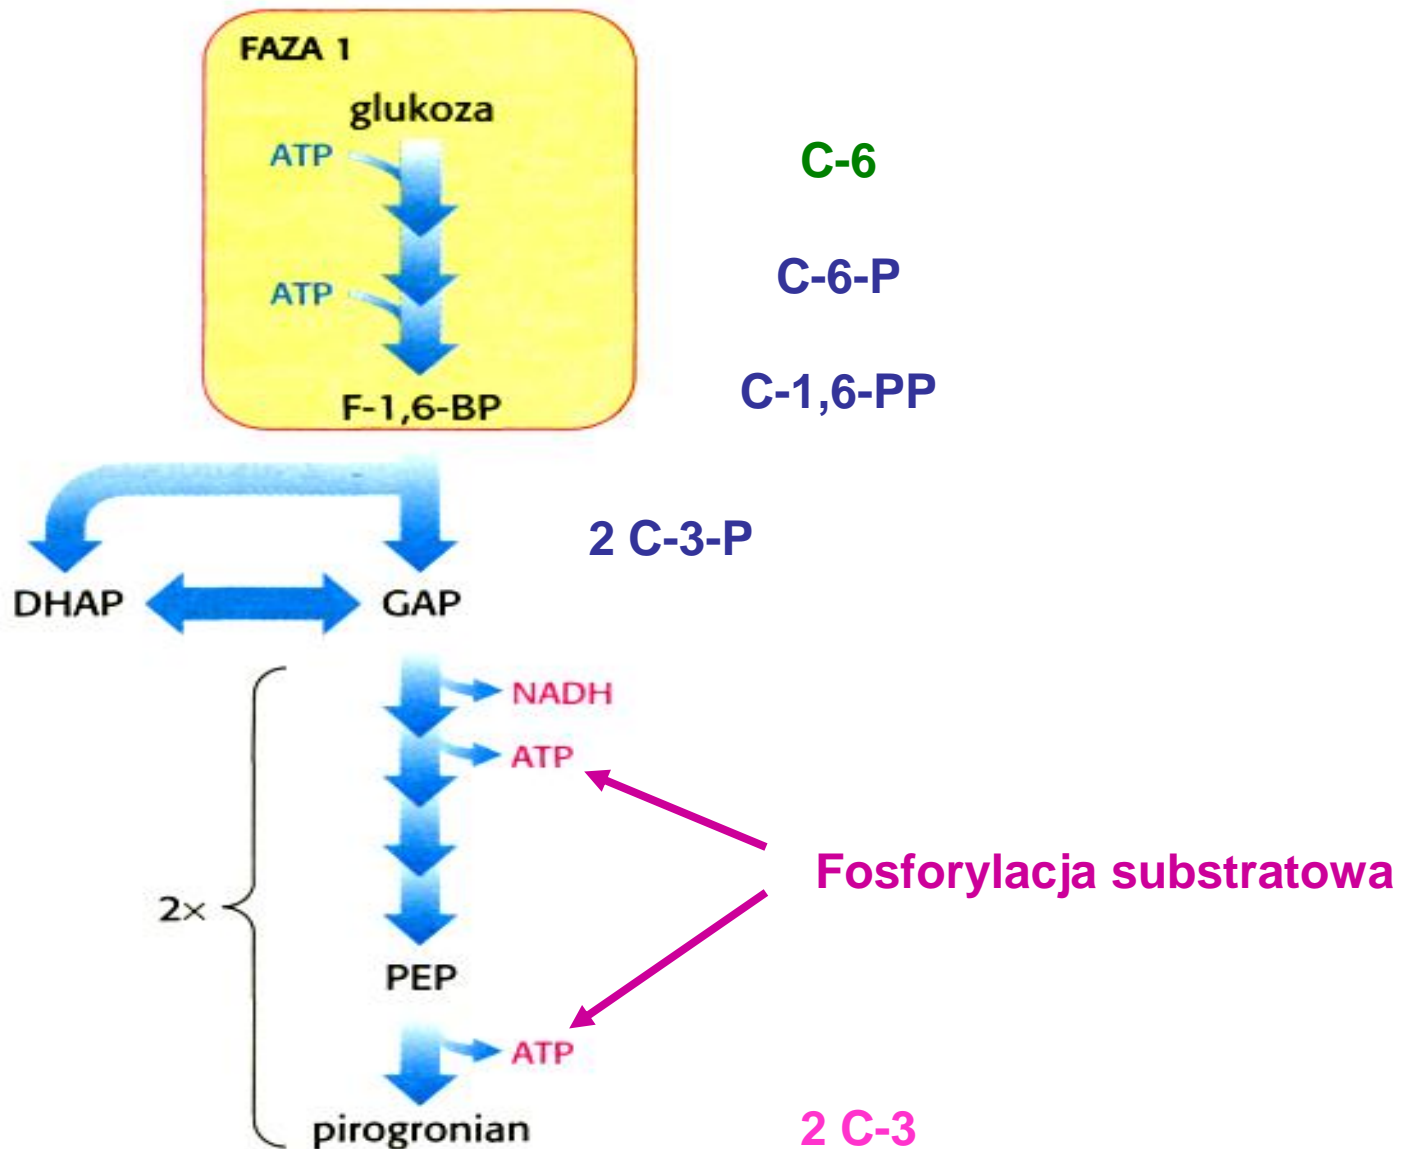 FAZA 1
glukoza
ATP
C-6
C-6-P
ATP
C-1,6-PP
F-1,6-BP
2 C-3-P
DHAP
GAP
NADH
ATP
Fosforylacja substratowa
2×
PEP
ATP
pirogronian
2 C-3